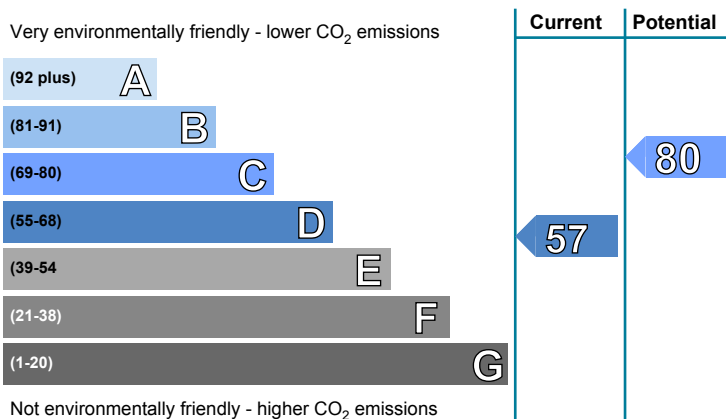 Current Potential
Very environmentally friendly - lower CO2 emissions
(92 plus) A
(81-91) B
(69-80) C
80
(55-68) D
57
(39-54 E
(21-38) F
(1-20) G
Not environmentally friendly - higher CO2 emissions